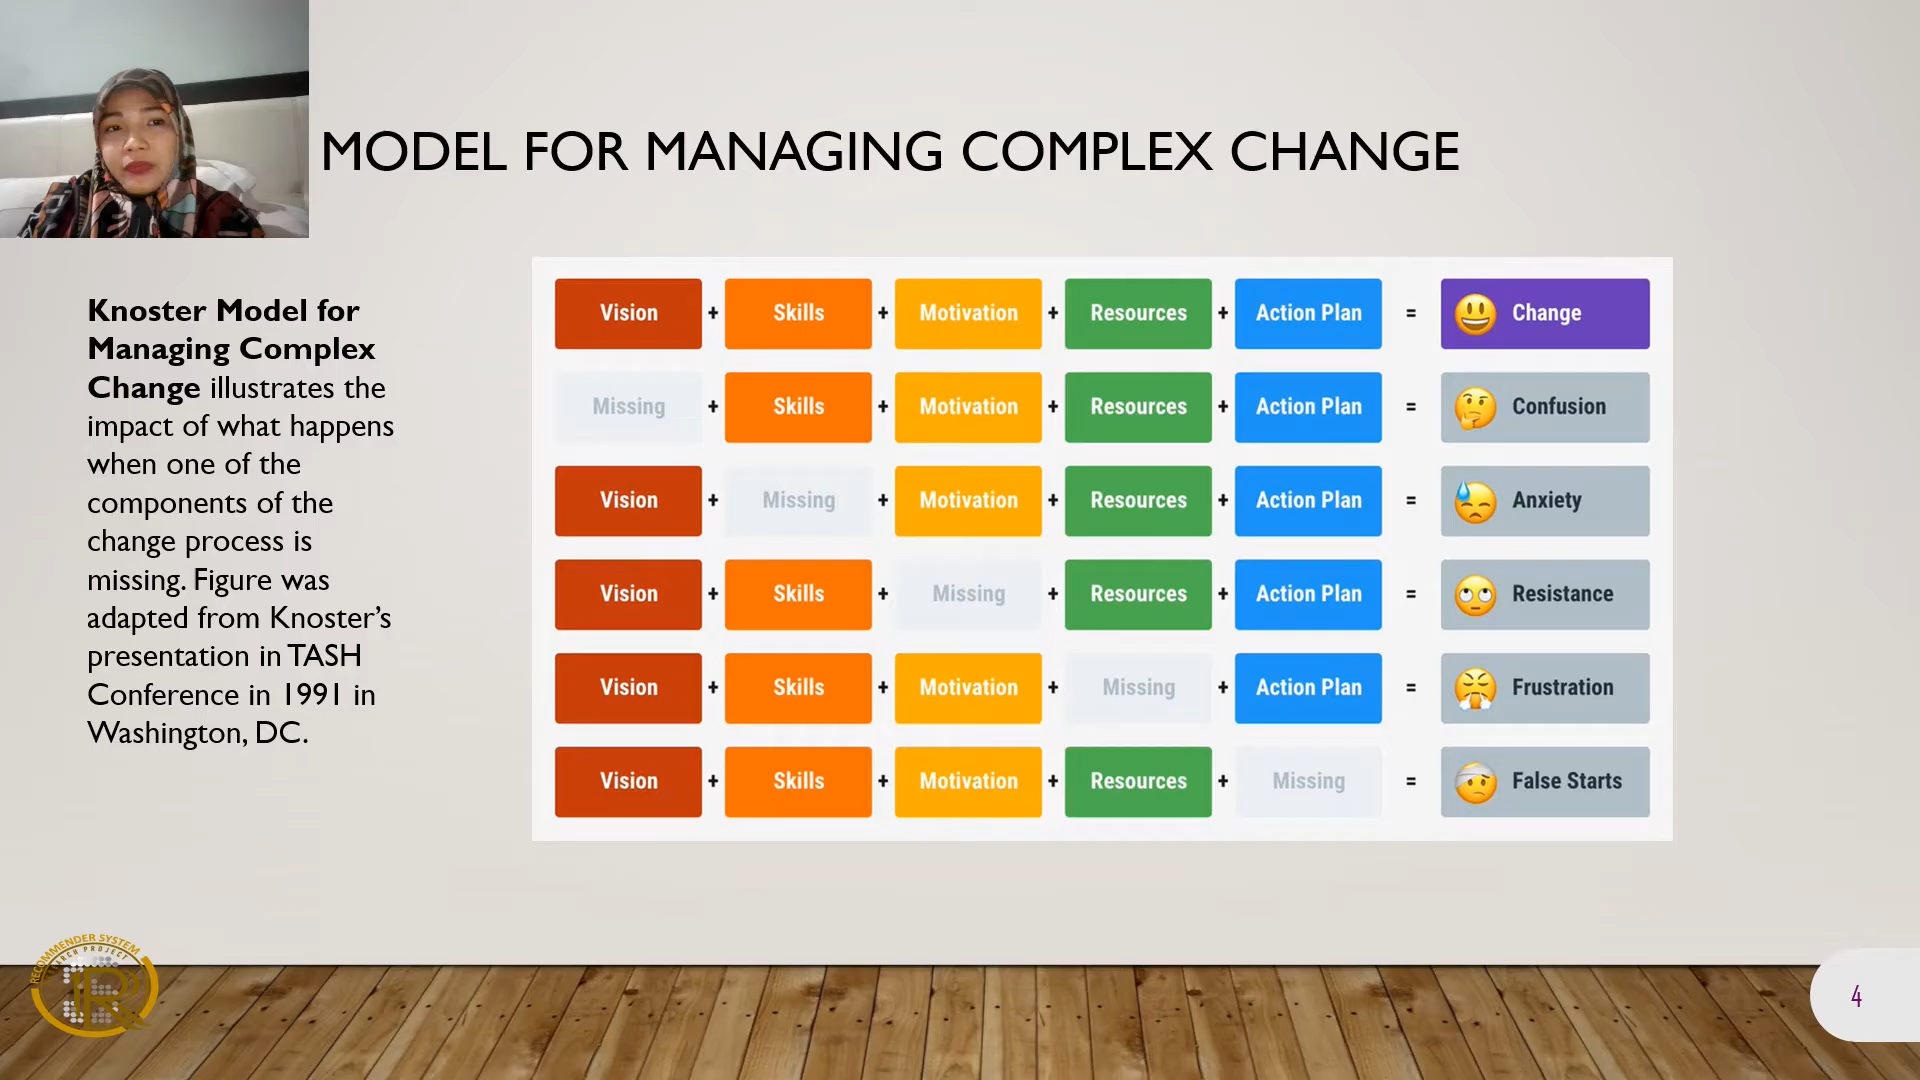 MODEL FOR MANAGING COMPLEX CHANGE
Knoster Model for
Managing Complex
Change illustrates the
impact of what happens
when one of the
components of the
change process is
missing. Figure was
adapted from Knoster's
presentation in TASH
Conference in 1991 in
Washington, DC.
Vision + Skills + Motivation + Resources + Action Plan = Change
Missing + Skills + Motivation + Resources + Action Plan = Confusion
Vision + Missing + Motivation + Resources + Action Plan = Anxiety
Vision + Skills + Missing + Resources + Action Plan = Resistance
Vision + Skills + Motivation + Missing + Action Plan = Frustration
Vision + Skills + Motivation + Resources + Missing = False Starts
RECOMMENDER SYSTEM
4